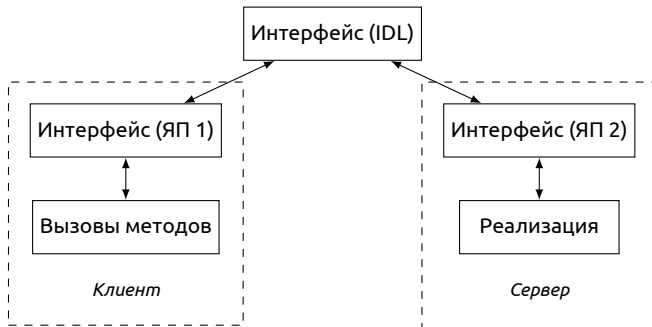 Интерфейс (IDL)
Интерфейс (ЯП 1)
Интерфейс (ЯП 2)
Вызовы методов
Реализация
Клиент
Сервер